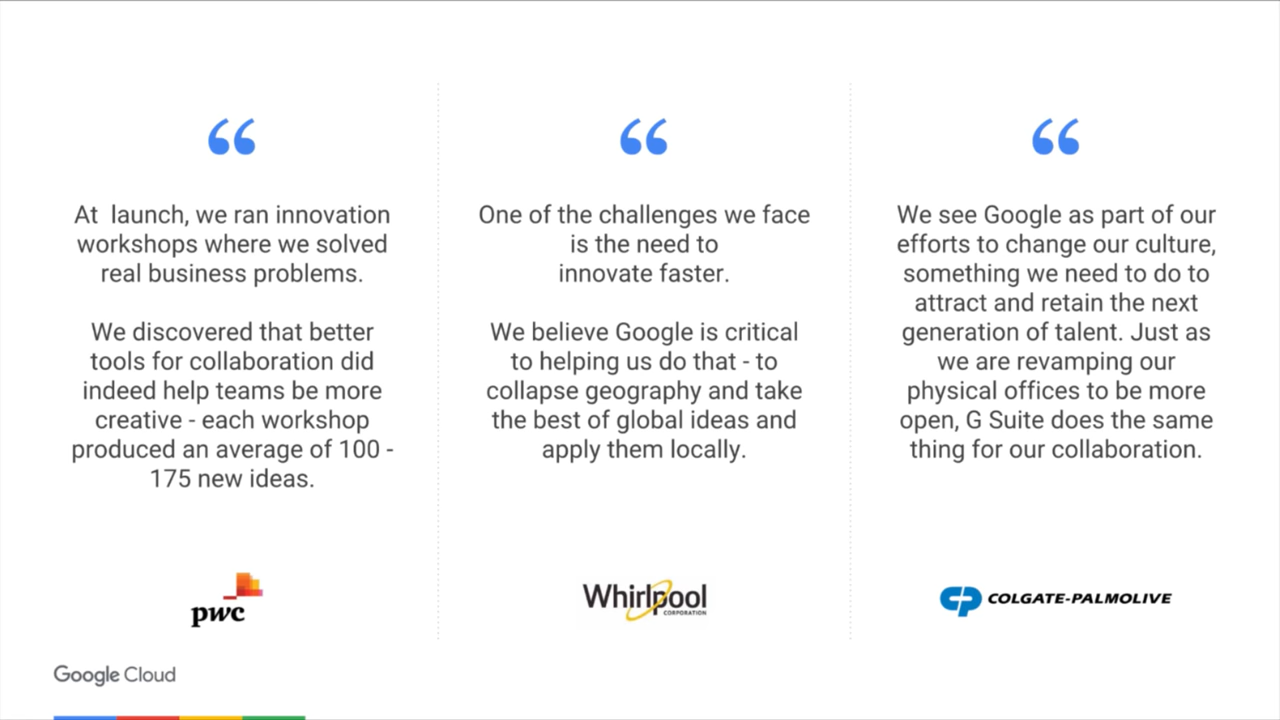 “
At launch, we ran innovation
workshops where we solved
real business problems.
We discovered that better
tools for collaboration did
indeed help teams be more
creative - each workshop
produced an average of 100 -
175 new ideas.
pwc
“
One of the challenges we face
is the need to
innovate faster.
We believe Google is critical
to helping us do that - to
collapse geography and take
the best of global ideas and
apply them locally.
Whirlpool
CORPORATION
“
We see Google as part of our
efforts to change our culture,
something we need to do to
attract and retain the next
generation of talent. Just as
we are revamping our
physical offices to be more
open, G Suite does the same
thing for our collaboration.
CP COLGATE-PALMOLIVE
Google Cloud